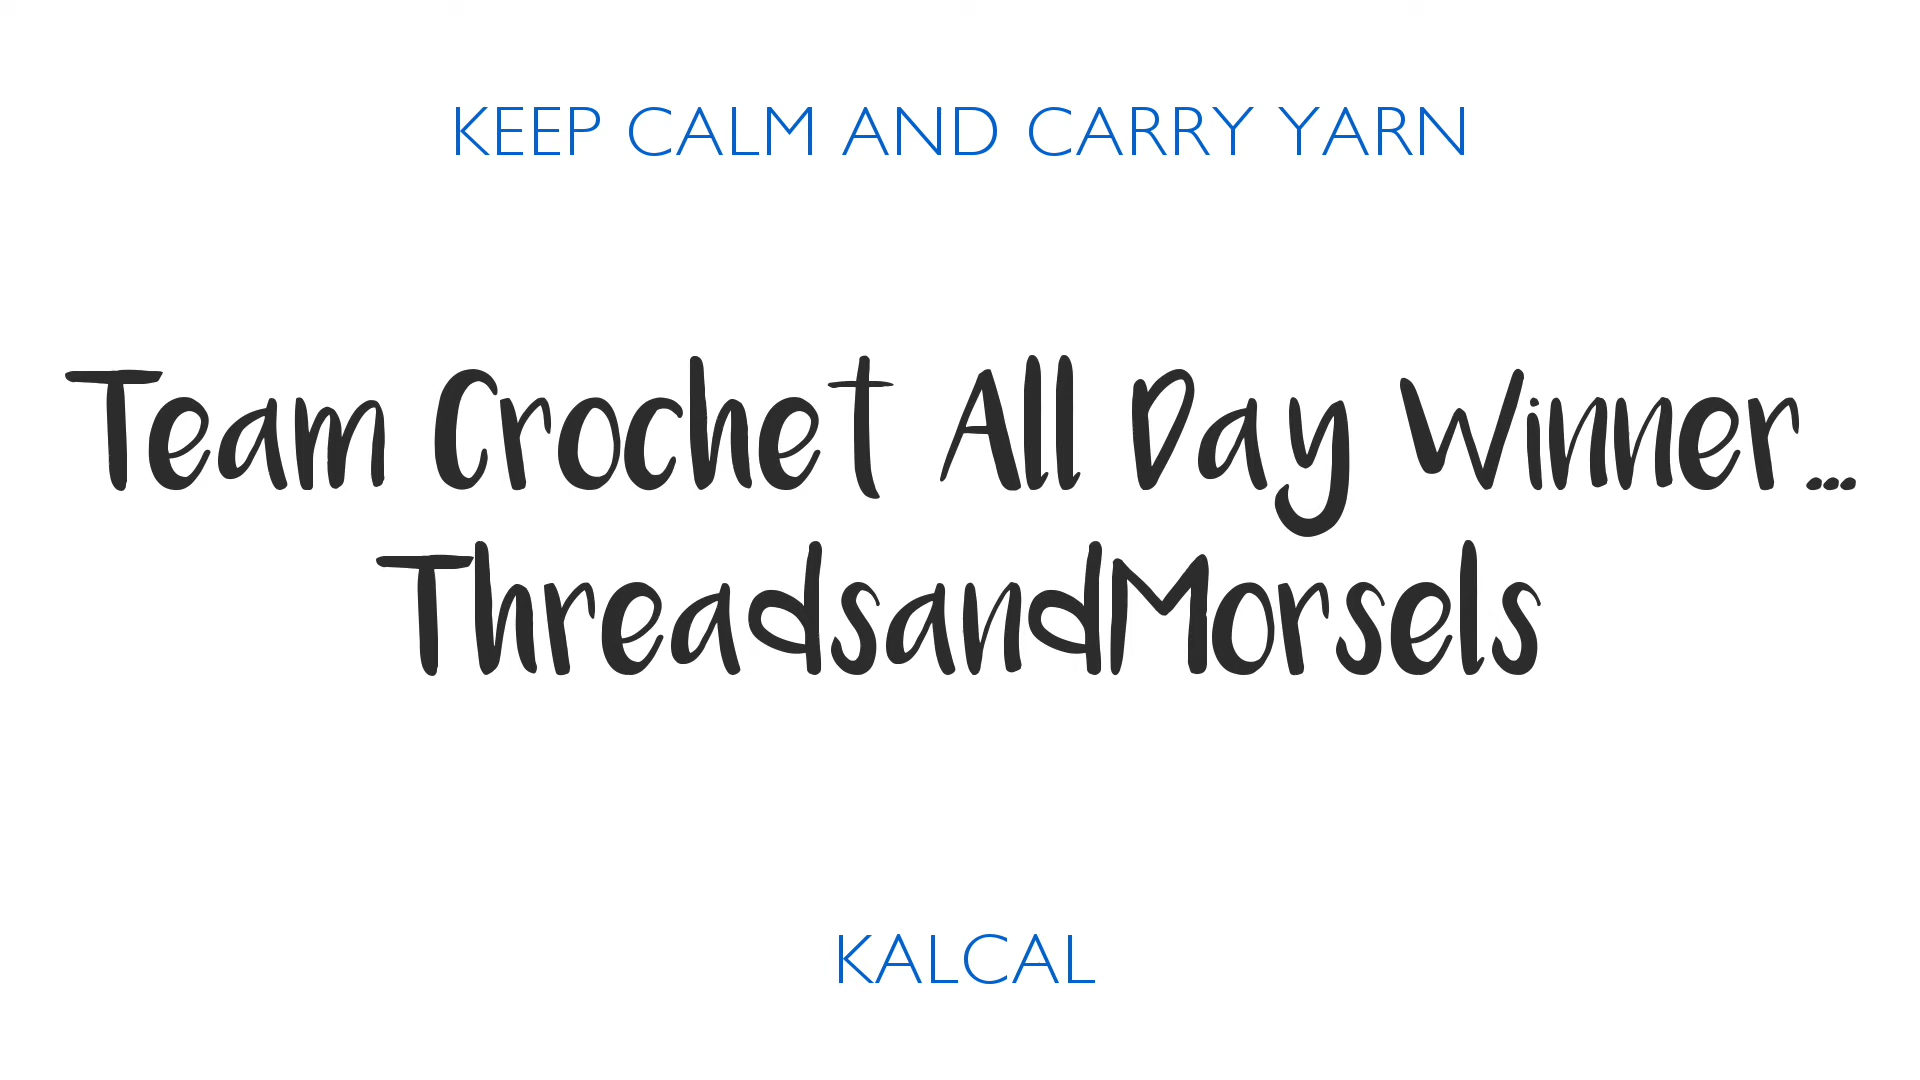 KEEP CALM AND CARRY YARN
Team Crochet All Day Winner...
ThreadsandMorsels
KALCAL